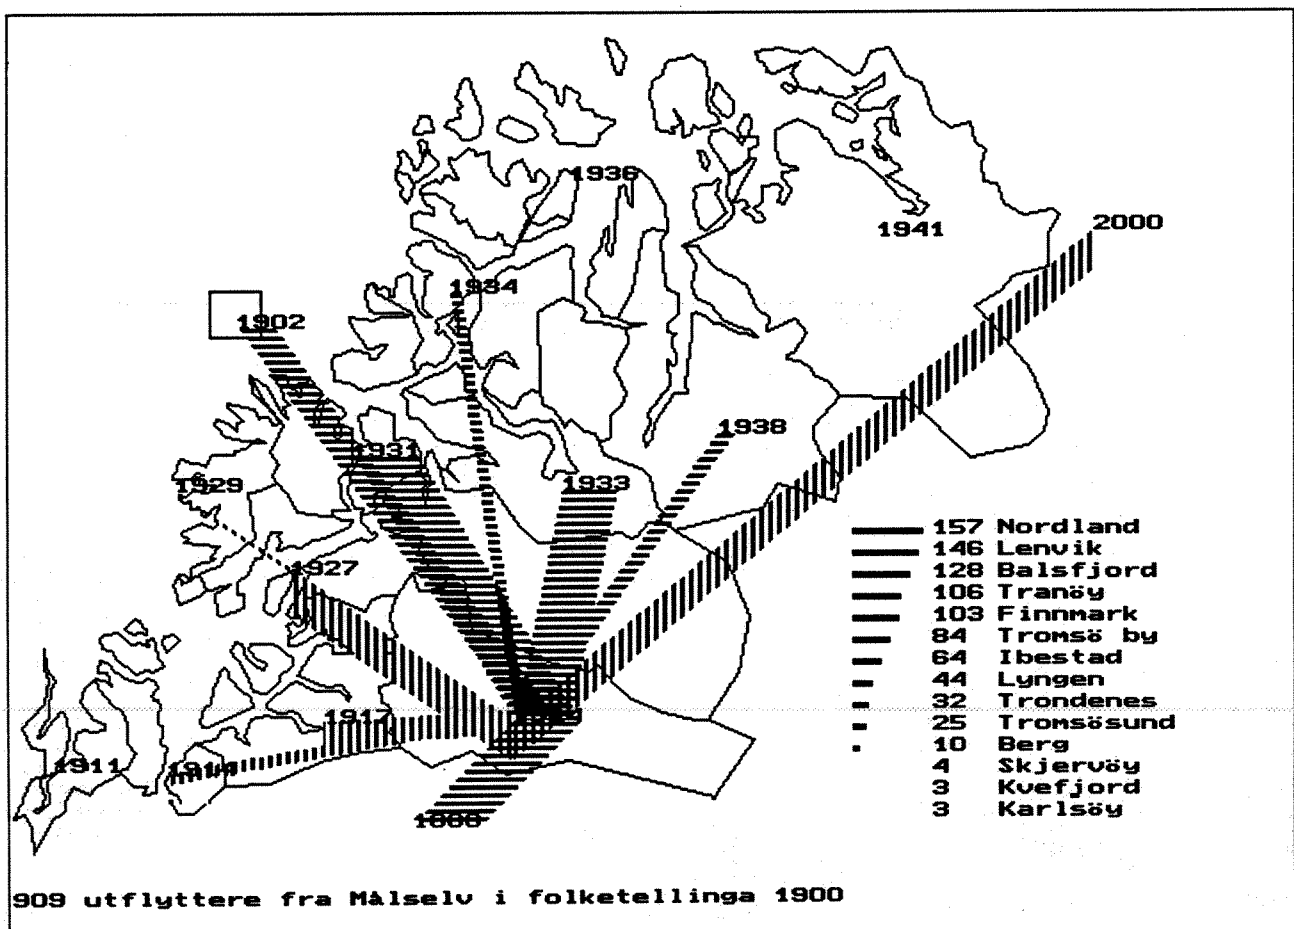 1936
1941
2000
1934
1902
1938
1931
1933
1929
157 Nordland
146 Lenvik
128 Balsfjord
1927
106 Tranöy
103 Finnmark
84 Tromsö by
64 Ibestad
44 Lyngen
32 Trondenes
1917
25 Tromsösund
10 Berg
1911
1914
4 Skjervöy
3 Kvefjord
3 Karlsöy
909 utflyttere fra Målselv i folketellinga 1900